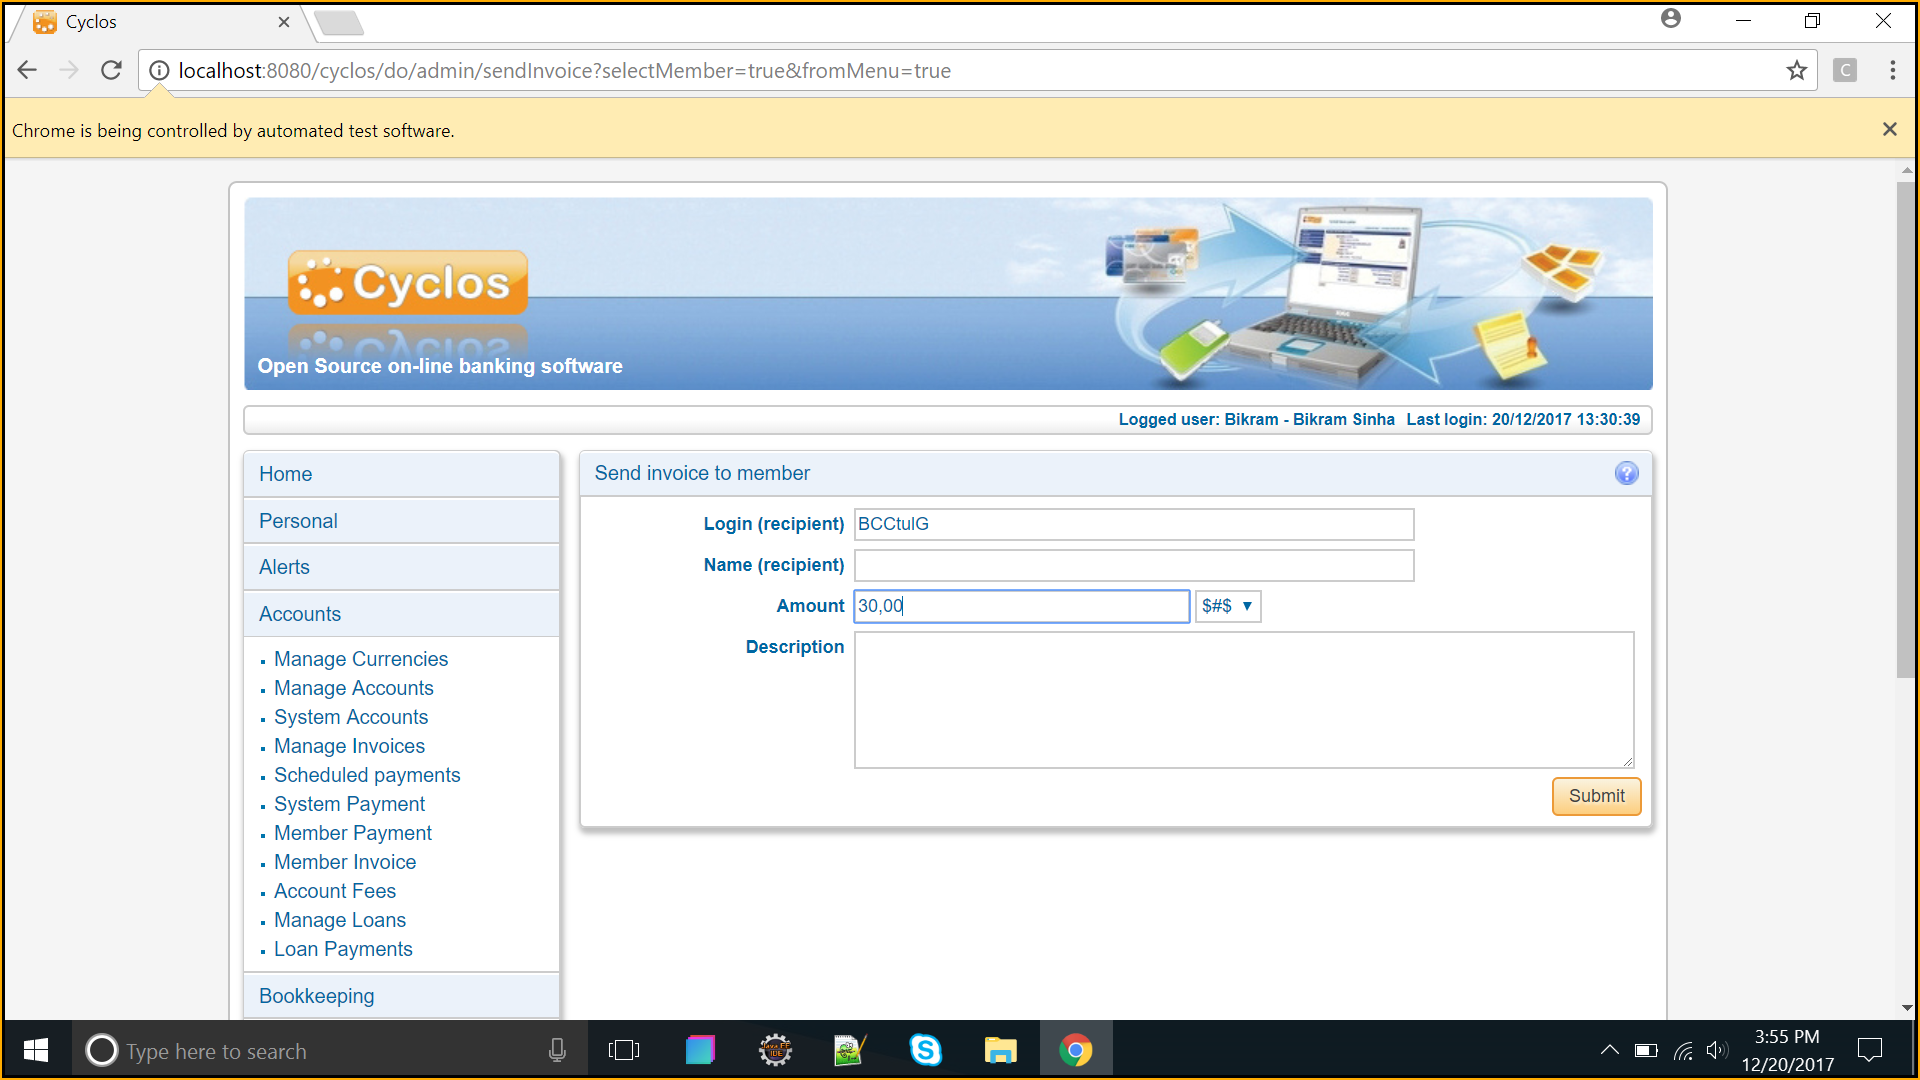 Cyclos
localhost:8080/cyclos/do/admin/sendInvoice?selectMember=true&fromMenu=true
C
Chrome is being controlled by automated test software.
Cyclos
Open Source on-line banking software
Logged user: Bikram - Bikram Sinha Last login: 20/12/2017 13:30:39
Home
Personal
Alerts
Accounts
Manage Currencies
Manage Accounts
System Accounts
Manage Invoices
Scheduled payments
System Payment
Member Payment
Member Invoice
Account Fees
Manage Loans
Loan Payments
Bookkeeping
Send invoice to member
?
Login (recipient) BCCtulG
Name (recipient)
Amount 30,00 $#$
Description
Submit
Type here to search
3:55 PM
12/20/2017